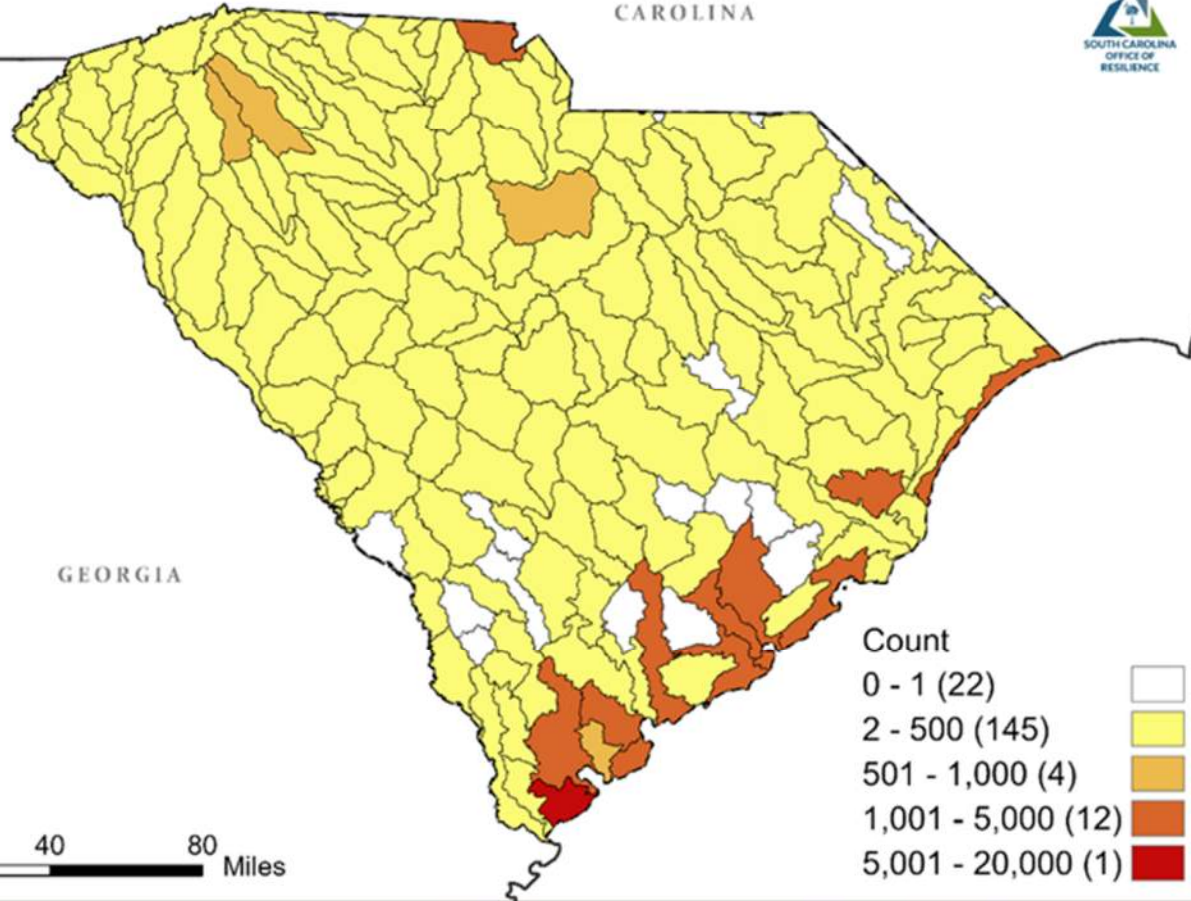 CAROLINA
SOUTH CAROLINA
OFFICE OF
RESILIENCE
GEORGIA
Count
0 - 1 (22)
2 - 500 (145)
501 - 1,000 (4)
1,001 - 5,000 (12)
5,001 - 20,000 (1)
40 80
Miles